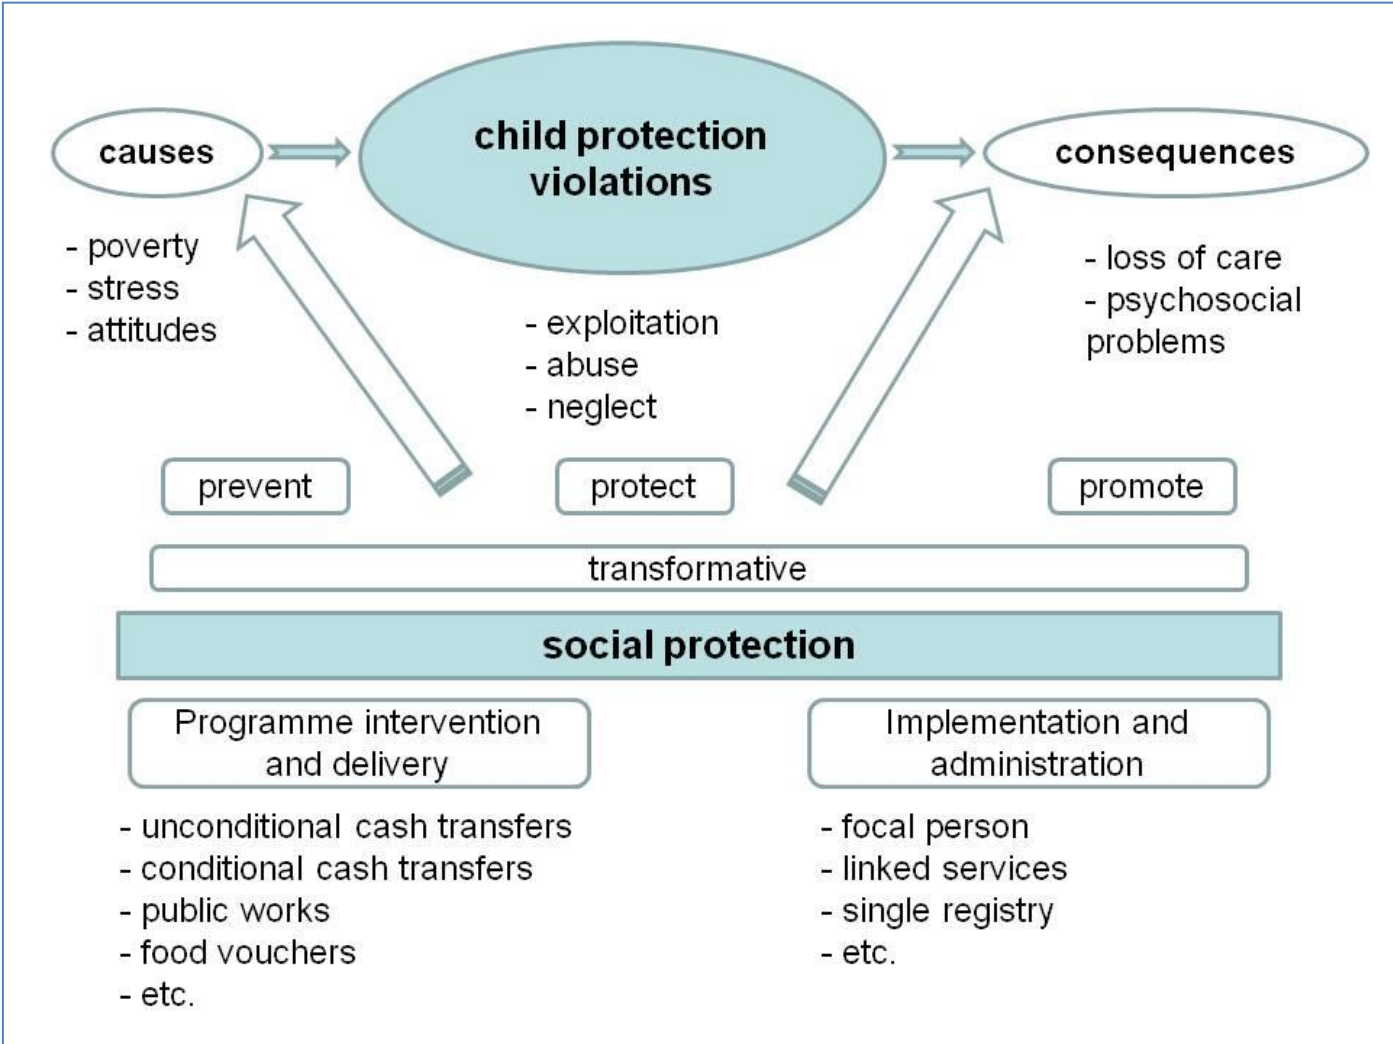 causes
child protection
violations
consequences
- poverty
- stress
- attitudes
- exploitation
- abuse
- neglect
- loss of care
- psychosocial
problems
prevent
protect
promote
transformative
social protection
Programme intervention
and delivery
- unconditional cash transfers
- conditional cash transfers
- public works
- food vouchers
- etc.
Implementation and
administration
- focal person
- linked services
- single registry
- etc.